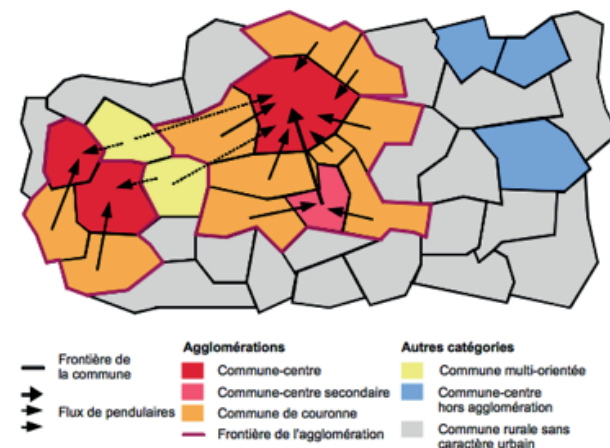 Frontière de
la commune
Flux de pendulaires
Agglomérations
Commune-centre
Commune-centre secondaire
Commune de couronne
Frontière de l'agglomération
Autres catégories
Commune multi-orientée
Commune-centre
hors agglomération
Commune rurale sans
caractère urbain